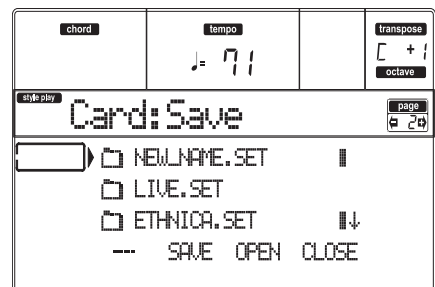 chord tempo transpose
♩= 71 C +1
octave
style play Card:Save page
2
NEW_NAME.SET
LIVE.SET
ETHNICA.SET
--- SAVE OPEN CLOSE